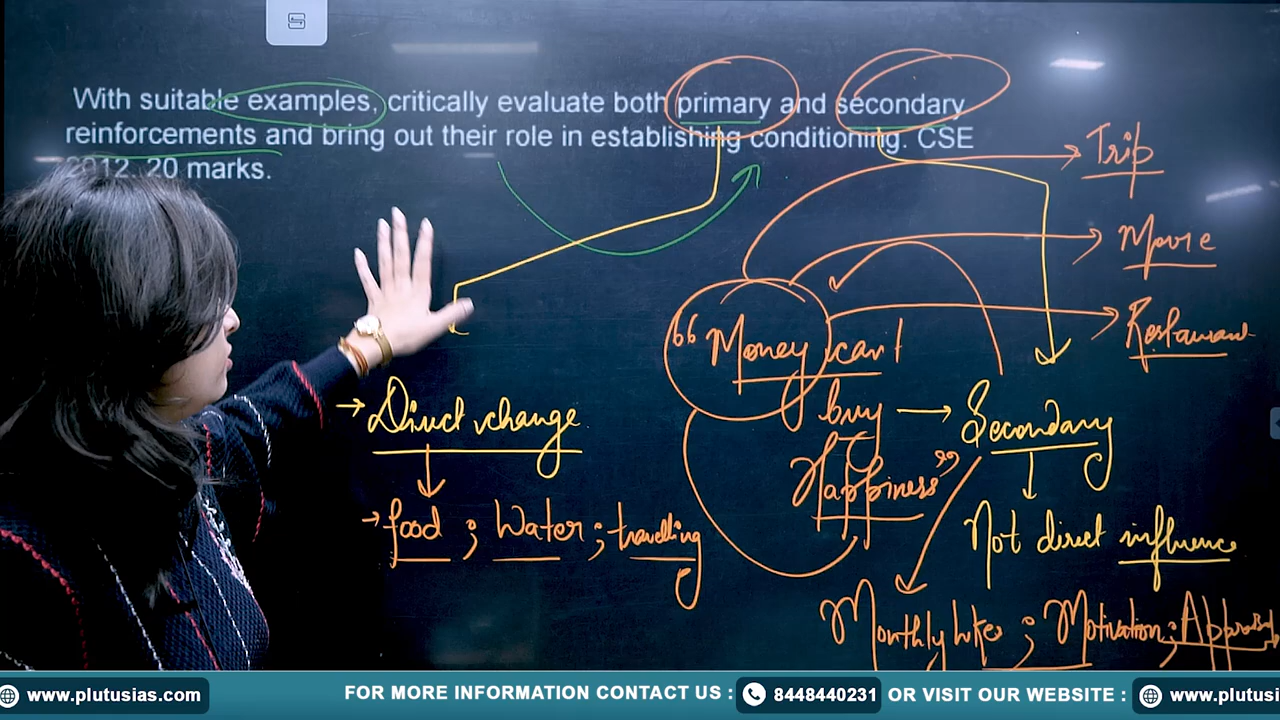 With suitable examples, critically evaluate both primary and secondary
reinforcements and bring out their role in establishing conditioning. CSE
2012. 20 marks.
Trip
Movie
Restaurant
"Money can't
buy
Happiness"
Direct change
food ; Water ; travelling
Secondary
Not direct influence
Monthly ; Motivation ;
www.plutusias.com
FOR MORE INFORMATION CONTACT US :
8448440231
OR VISIT OUR WEBSITE :
www.plutusi